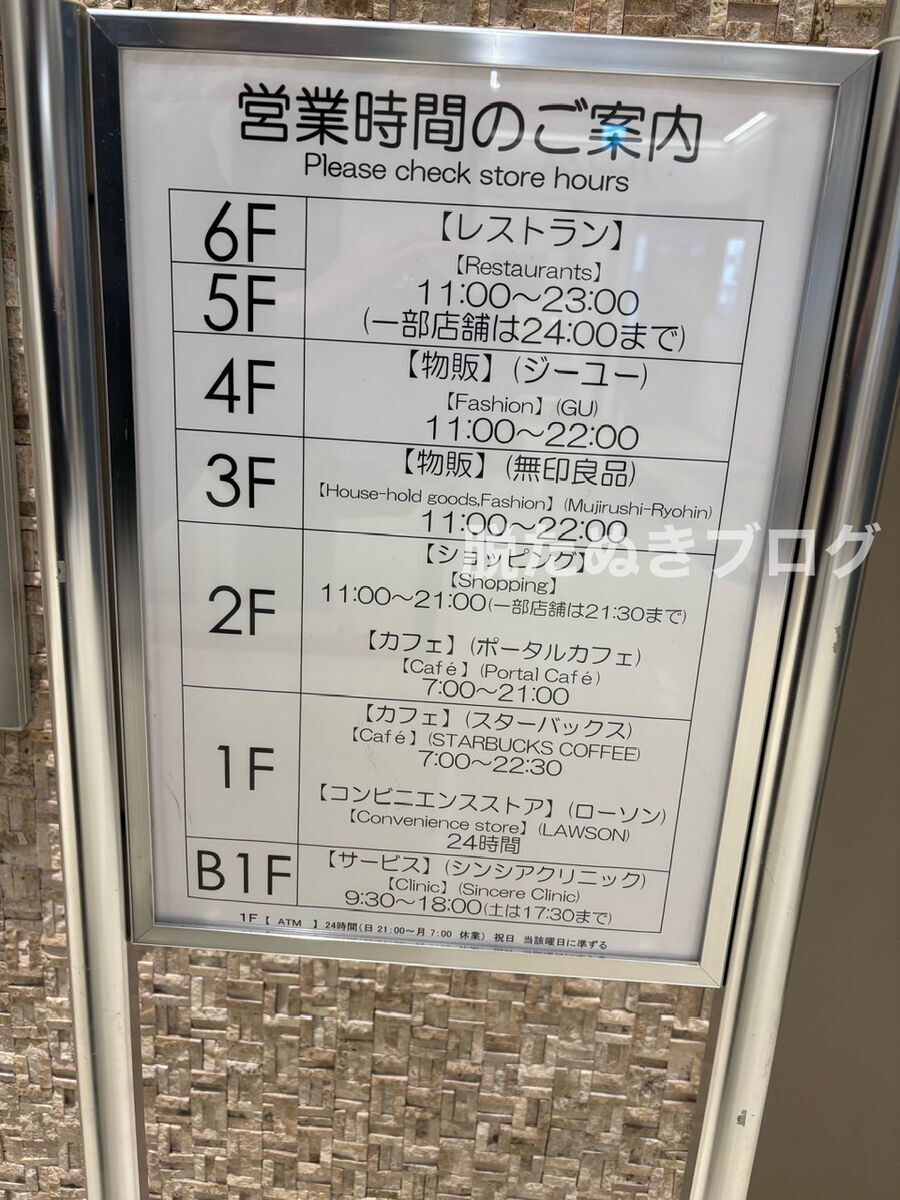 営業時間のご案内
Please check store hours
6F
5F
【レストラン】
【Restaurants】
11:00〜23:00
(一部店舗は24:00まで)
4F
【物販】(ジーユー)
【Fashion】(GU)
11:00〜22:00
3F
【物販】(無印良品)
【House-hold goods,Fashion】(Mujirushi-Ryohin)
11:00〜22:00
2F
【ショッピング】
【Shopping】
11:00〜21:00(一部店舗は21:30まで)
【カフェ】(ポータルカフェ)
【Café】(Portal Café)
7:00〜21:00
1F
【カフェ】(スターバックス)
【Café】(STARBUCKS COFFEE)
7:00〜22:30
【コンビニエンスストア】(ローソン)
【Convenience store】(LAWSON)
24時間
B1F
【サービス】(シンシアクリニック)
【Clinic】(Sincere Clinic)
9:30〜18:00(土は17:30まで)
1F【 ATM 】24時間(日 21:00〜月 7:00 休業) 祝日 当該曜日に準ずる
脱たぬきブログ